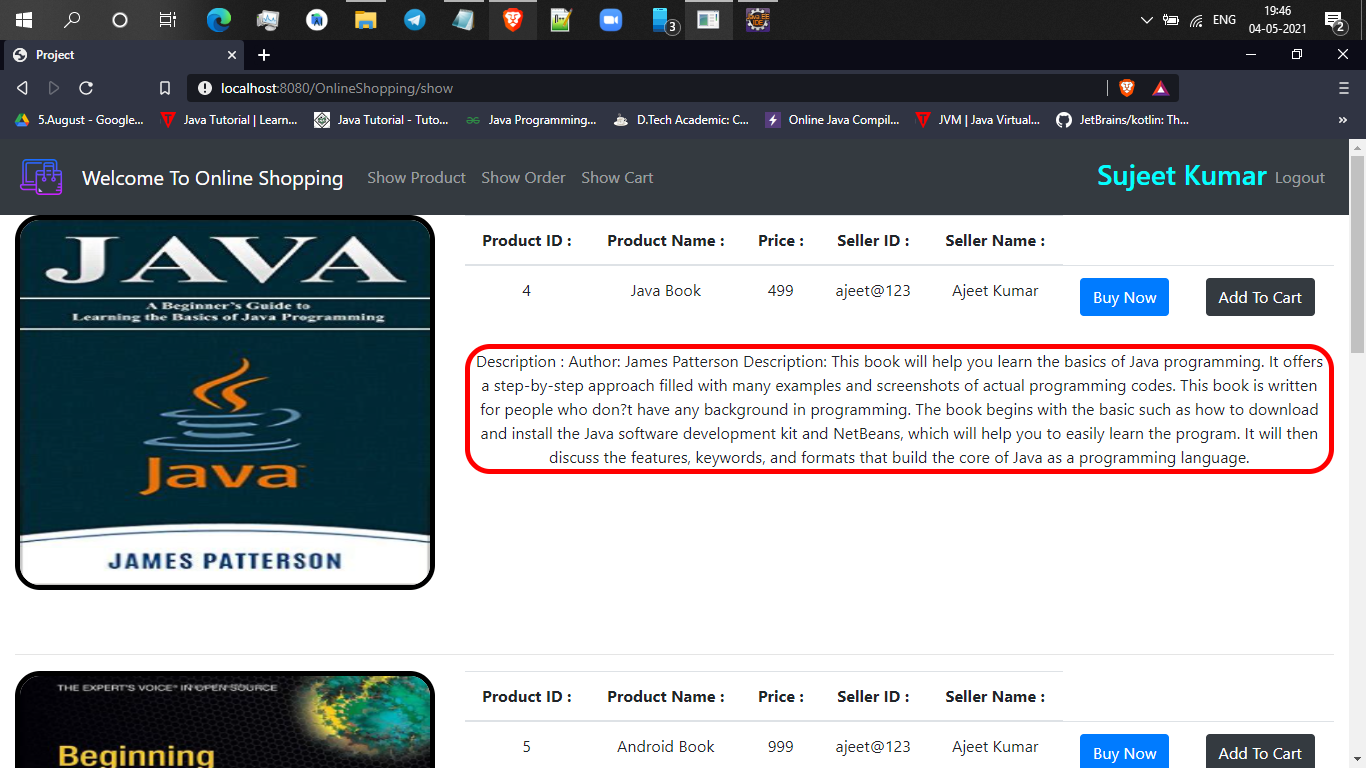 19:46
ENG
04-05-2021
3
2
Project
localhost:8080/OnlineShopping/show
5.August - Google... Java Tutorial | Learn... Java Tutorial - Tuto... Java Programming... D.Tech Academic: C... Online Java Compil... JVM | Java Virtual... JetBrains/kotlin: Th... »
Welcome To Online Shopping Show Product Show Order Show Cart Sujeet Kumar Logout
JAVA
A Beginner's Guide to
Learning the Basics of Java Programming
Java
JAMES PATTERSON
Product ID : Product Name : Price : Seller ID : Seller Name :
4 Java Book 499 ajeet@123 Ajeet Kumar Buy Now Add To Cart
Description : Author: James Patterson Description: This book will help you learn the basics of Java programming. It offers
a step-by-step approach filled with many examples and screenshots of actual programming codes. This book is written
for people who don?t have any background in programming. The book begins with the basic such as how to download
and install the Java software development kit and NetBeans, which will help you to easily learn the program. It will then
discuss the features, keywords, and formats that build the core of Java as a programming language.
THE EXPERT'S VOICE® IN OPEN SOURCE
Beginning
Product ID : Product Name : Price : Seller ID : Seller Name :
5 Android Book 999 ajeet@123 Ajeet Kumar Buy Now Add To Cart